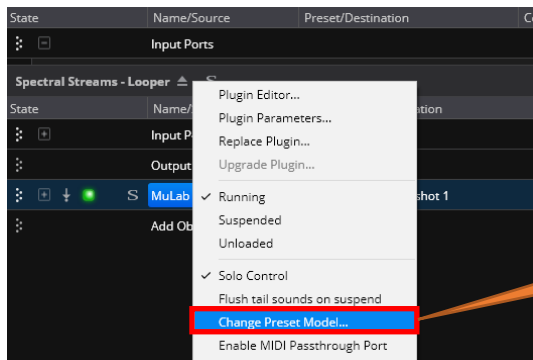 State Name/Source Preset/Destination C
Input Ports
Spectral Streams - Looper S
State Name/ ation
Input P
Output
S MuLab shot 1
Add Ob
Plugin Editor...
Plugin Parameters...
Replace Plugin...
Upgrade Plugin...
Running
Suspended
Unloaded
Solo Control
Flush tail sounds on suspend
Change Preset Model...
Enable MIDI Passthrough Port